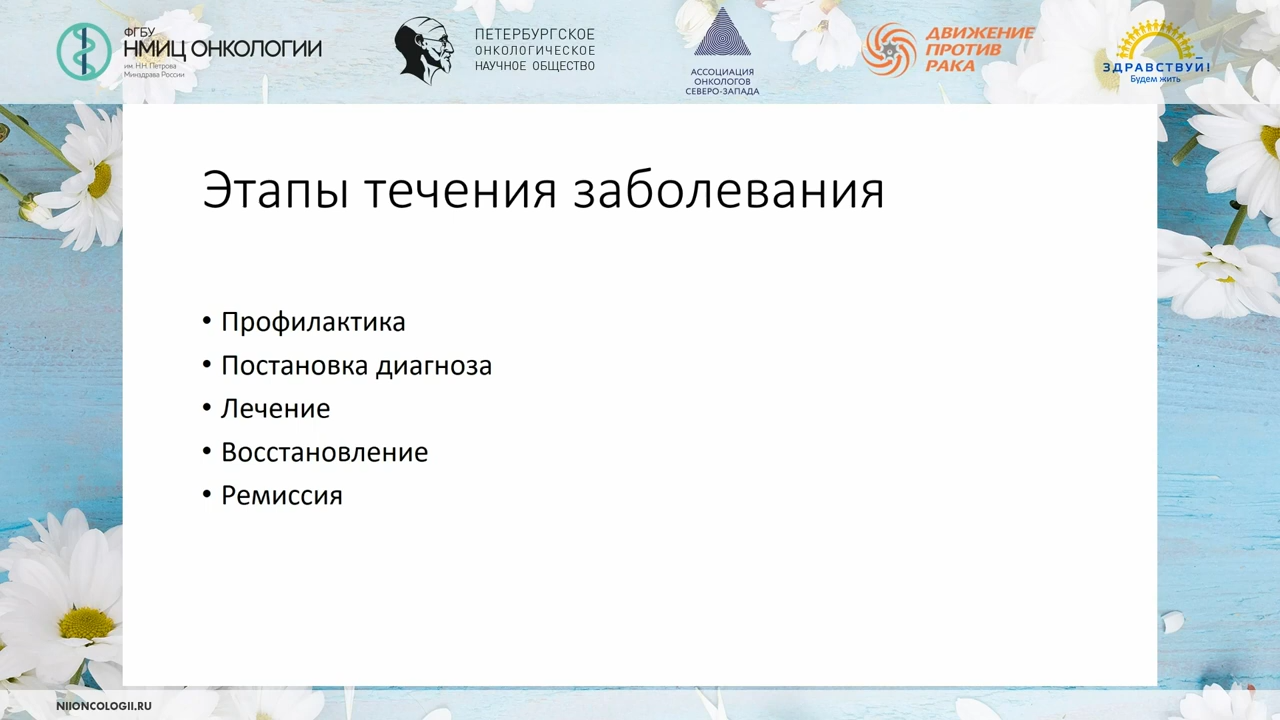 ФГБУ
НМИЦ ОНКОЛОГИИ
им. Н.Н. Петрова
Минздрава России
ПЕТЕРБУРГСКОЕ
ОНКОЛОГИЧЕСКОЕ
НАУЧНОЕ ОБЩЕСТВО
АССОЦИАЦИЯ
ОНКОЛОГОВ
СЕВЕРО-ЗАПАДА
ДВИЖЕНИЕ
ПРОТИВ
РАКА
ЗДРАВСТВУЙ!
Будем жить
Этапы течения заболевания
• Профилактика
• Постановка диагноза
• Лечение
• Восстановление
• Ремиссия
NIIONCOLOGII.RU